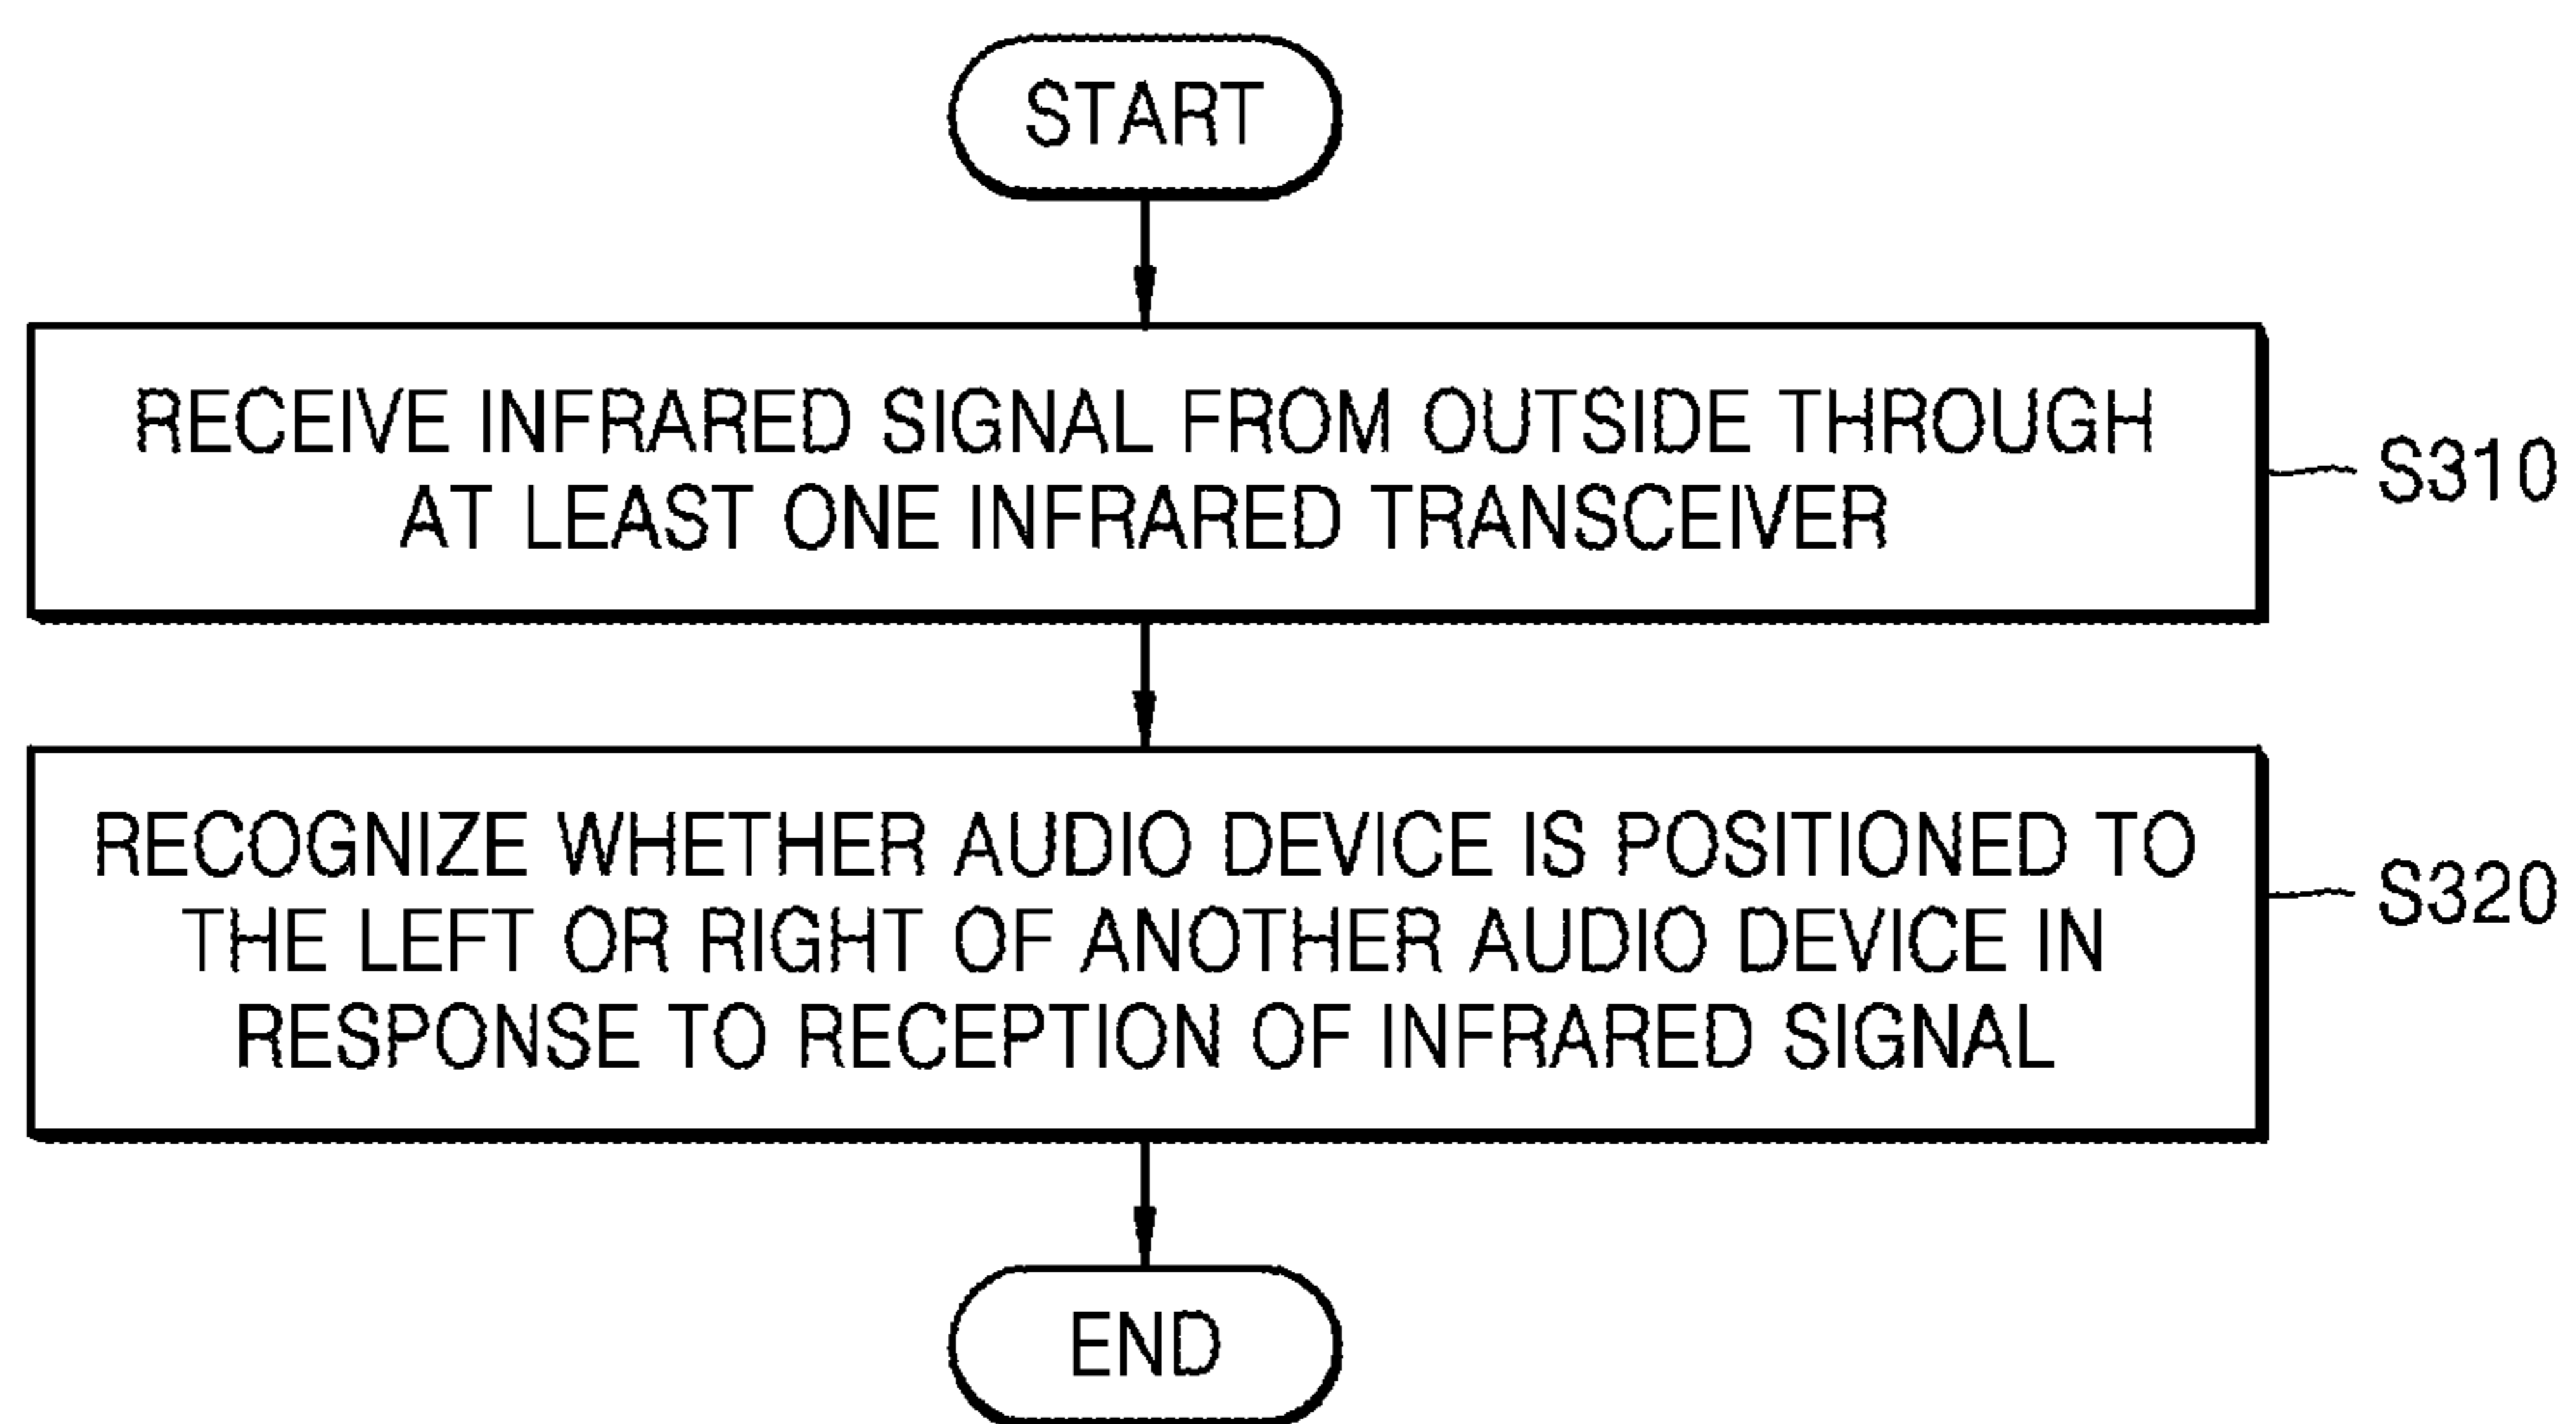 START
RECEIVE INFRARED SIGNAL FROM OUTSIDE THROUGH
AT LEAST ONE INFRARED TRANSCEIVER
S310
RECOGNIZE WHETHER AUDIO DEVICE IS POSITIONED TO
THE LEFT OR RIGHT OF ANOTHER AUDIO DEVICE IN
RESPONSE TO RECEPTION OF INFRARED SIGNAL
S320
END